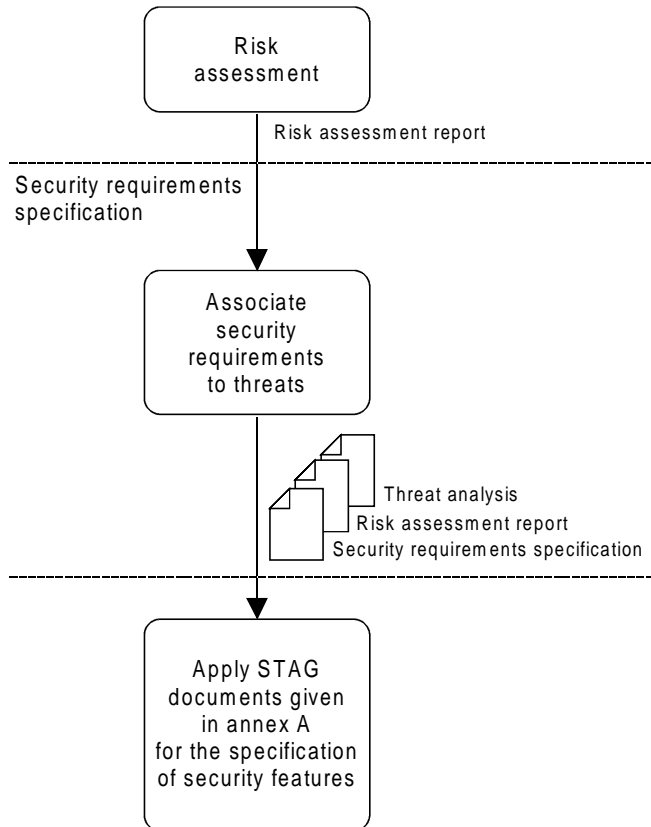 Risk
assessment
Risk assessment report
Security requirements
specification
Associate
security
requirements
to threats
Threat analysis
Risk assessment report
Security requirements specification
Apply STAG
documents given
in annex A
for the specification
of security features